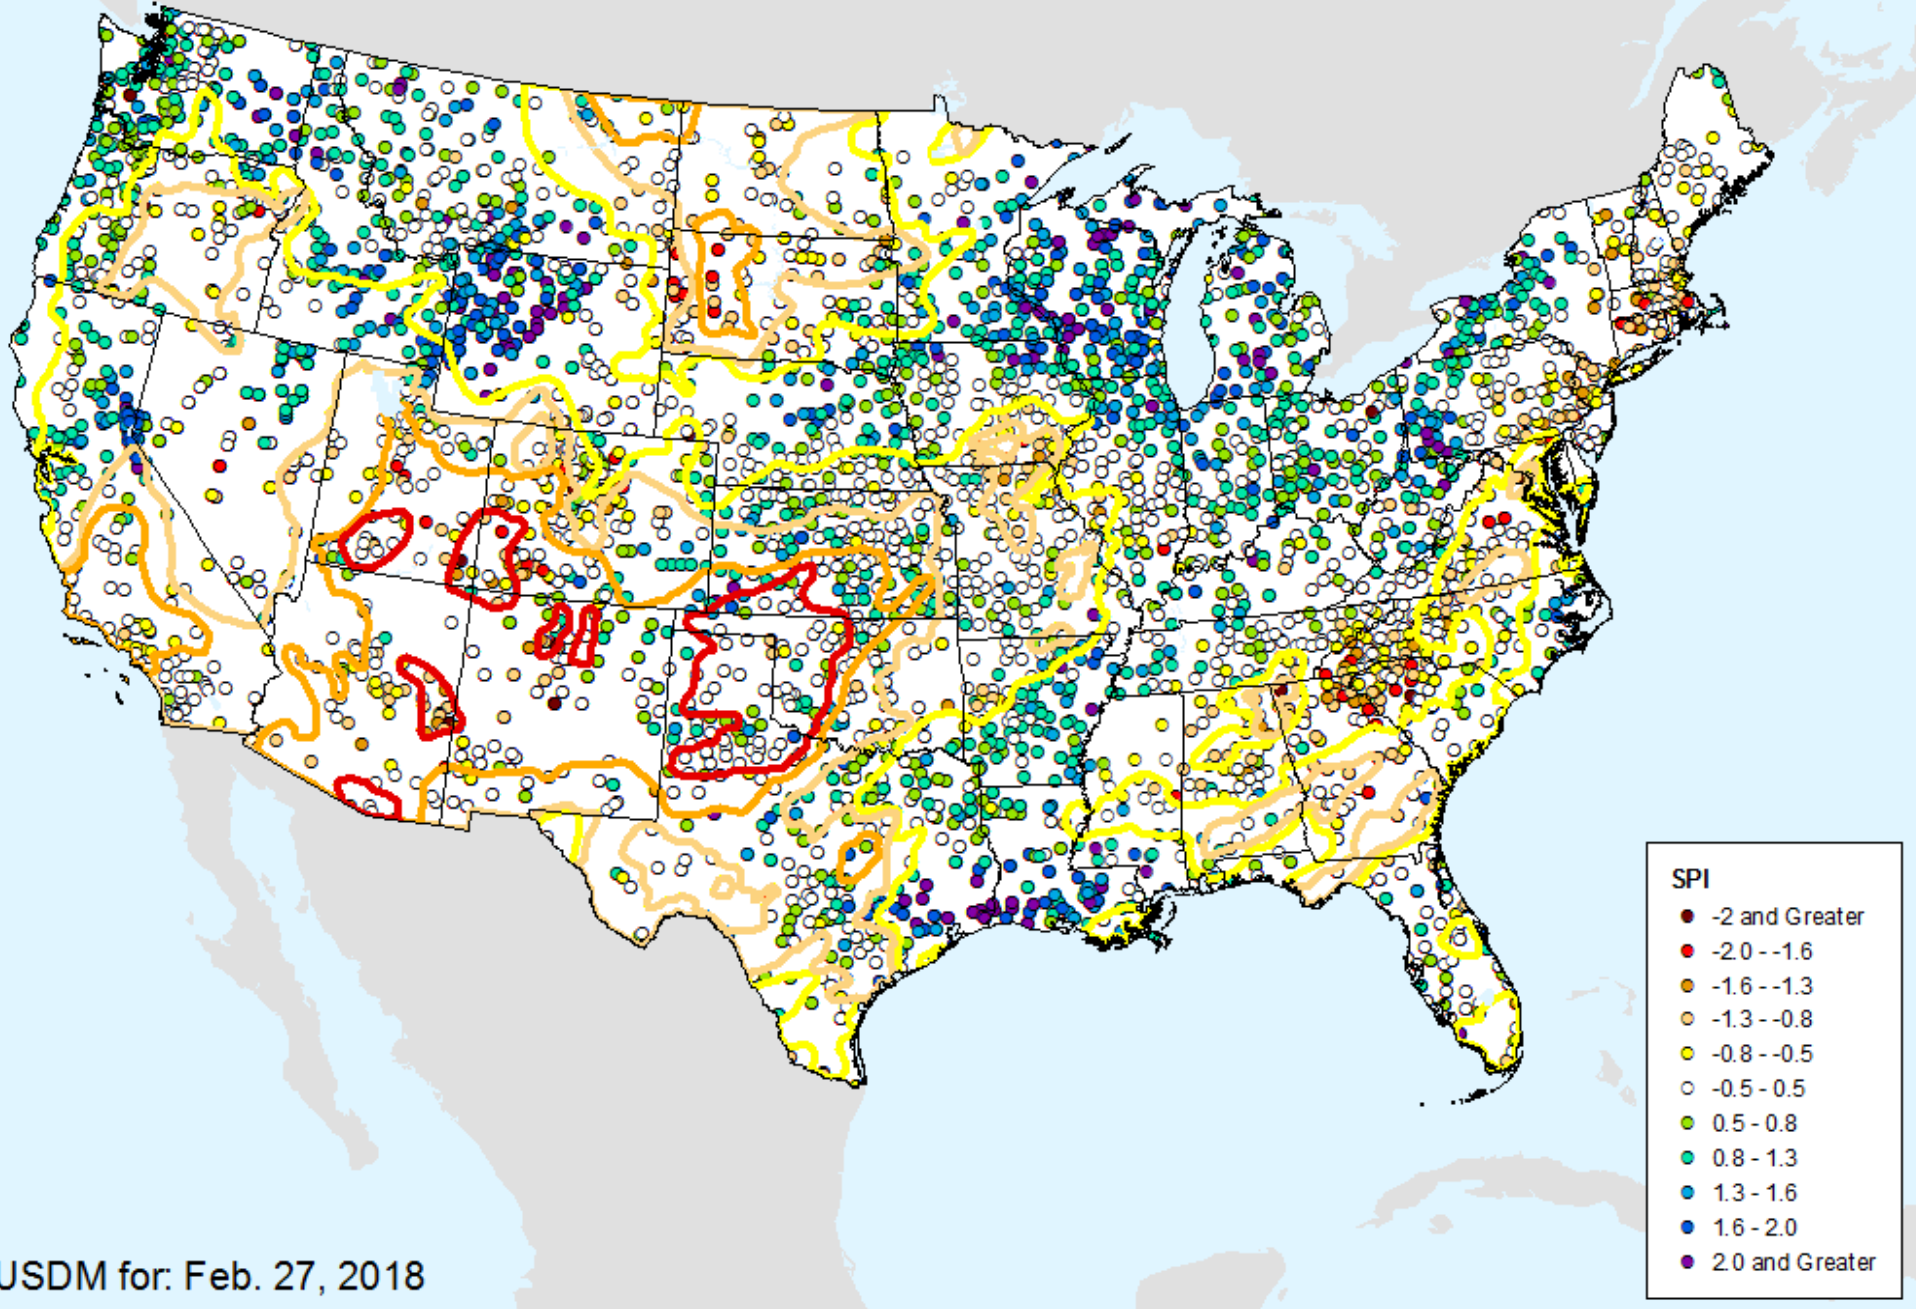 SPI
-2 and Greater
-2.0 - -1.6
-1.6 - -1.3
-1.3 - -0.8
-0.8 - -0.5
-0.5 - 0.5
0.5 - 0.8
0.8 - 1.3
1.3 - 1.6
1.6 - 2.0
2.0 and Greater
USDM for: Feb. 27, 2018